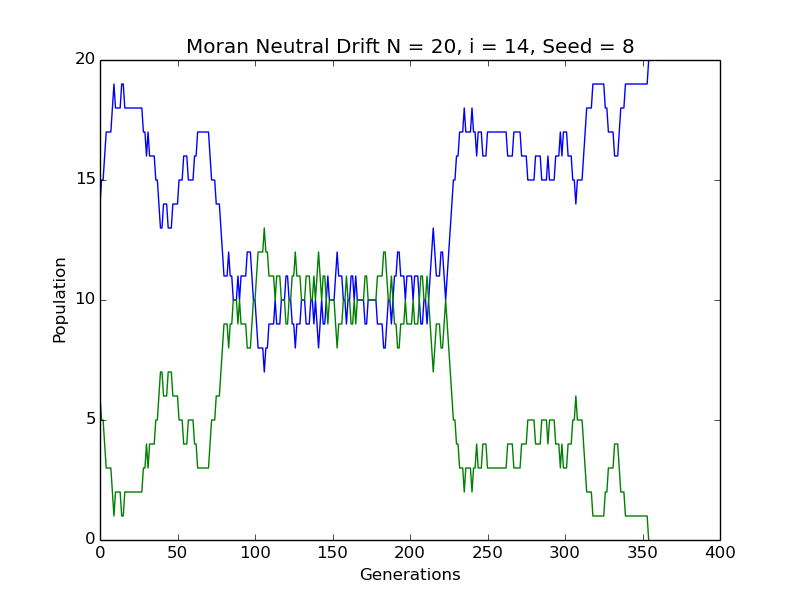 Moran Neutral Drift N = 20, i = 14, Seed = 8
20
15
10
5
0
Population
0 50 100 150 200 250 300 350 400
Generations